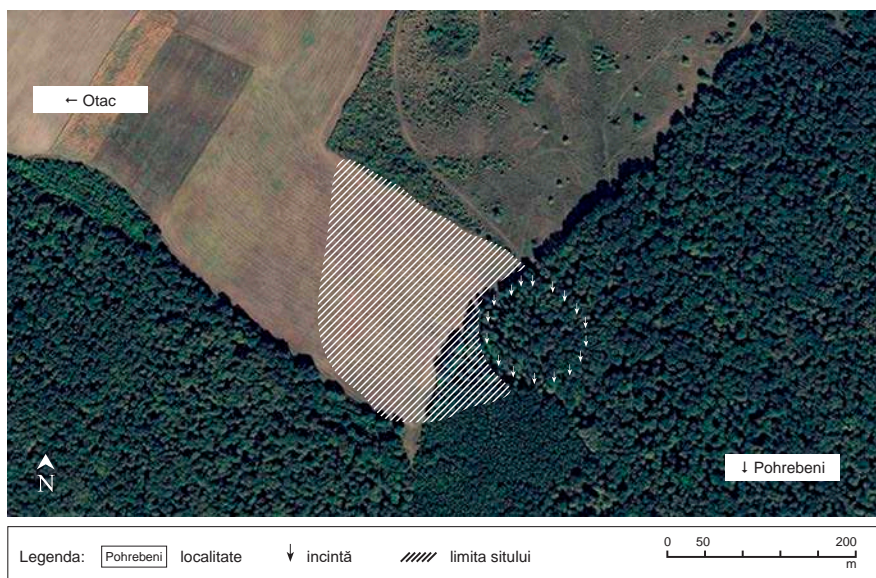 ← Otac
N
↓ Pohrebeni
Legenda: Pohrebeni localitate ↓ incintă limita sitului
0 50 200
m